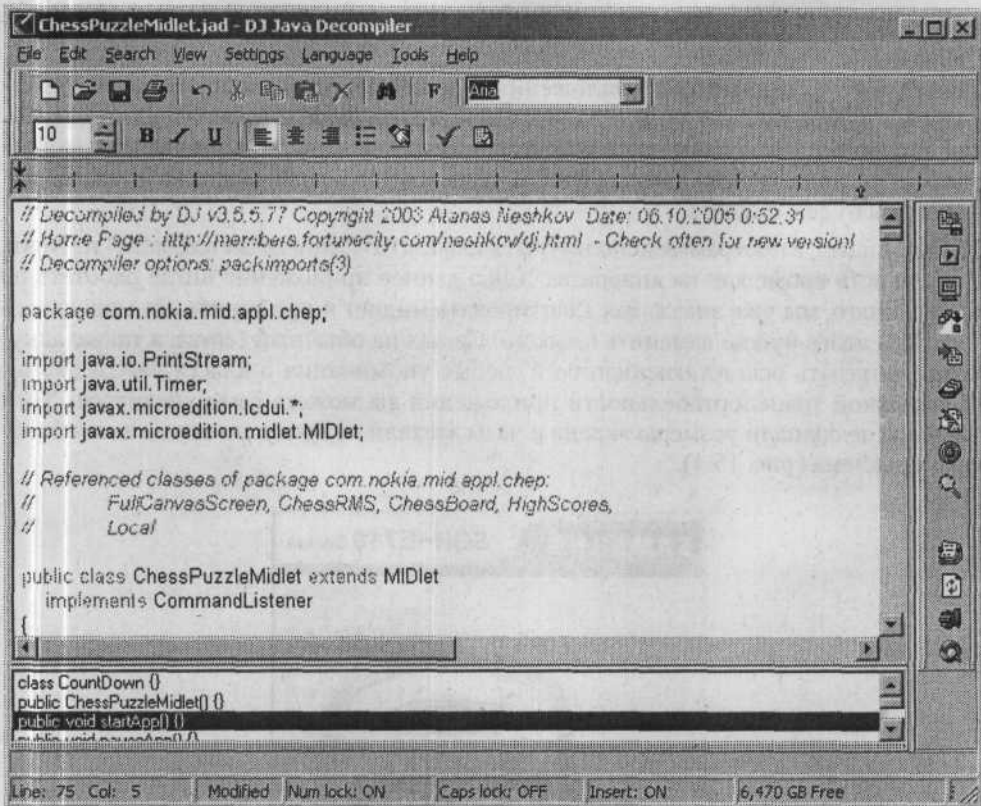 ChessPuzzleMidlet.jad - DJ Java Decompiler
File Edit Search View Settings Language Tools Help
F Arial
10 B I U
// Decompiled by DJ v3.5.5.77 Copyright 2003 Atanas Neshkov Date: 06.10.2005 0:52:31
// Home Page : http://members.fortunecity.com/neshkov/dj.html - Check often for new version!
// Decompiler options: packimports(3)
package com.nokia.mid.appl.chep;
import java.io.PrintStream;
import java.util.Timer;
import javax.microedition.lcdui.*;
import javax.microedition.midlet.MIDlet;
// Referenced classes of package com.nokia.mid.appl.chep:
// FullCanvasScreen, ChessRMS, ChessBoard, HighScores,
// Local
public class ChessPuzzleMidlet extends MIDlet
implements CommandListener
{
class CountDown {}
public ChessPuzzleMidlet() {}
public void startApp() {}
public void pauseApp() {}
Line: 75 Col: 5 Modified Num lock: ON Caps lock: OFF Insert: ON 6,470 GB Free